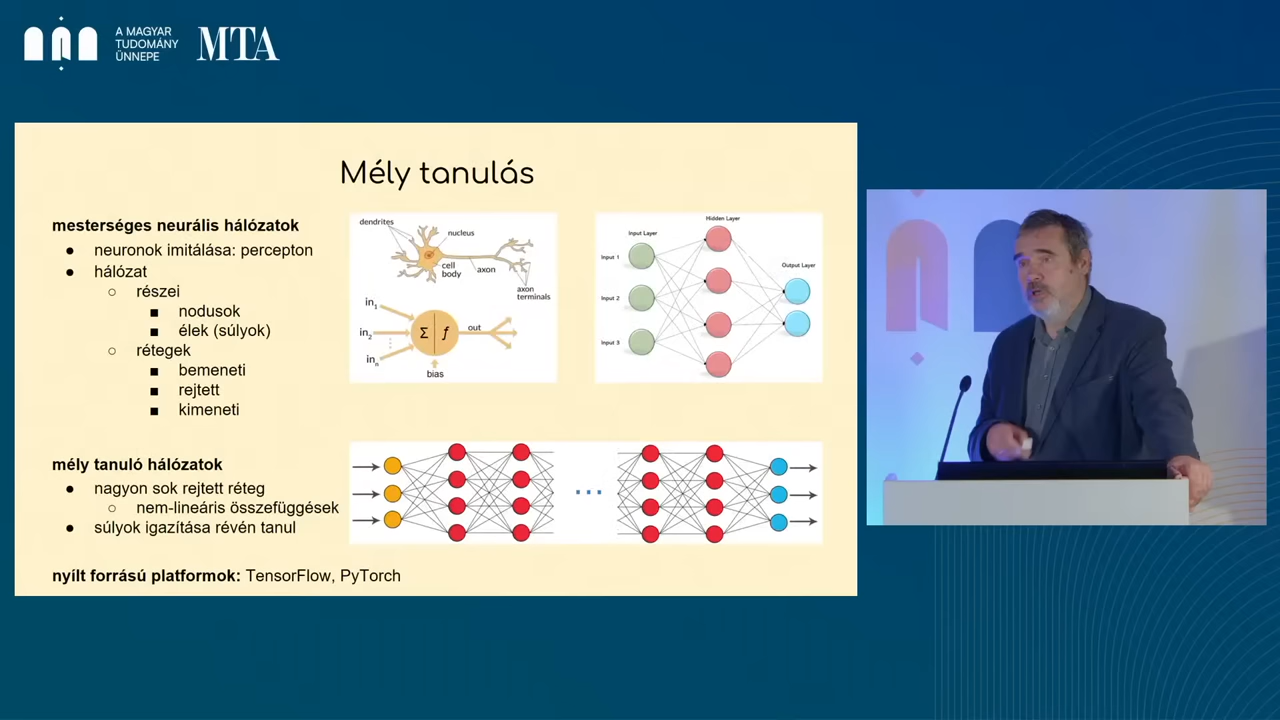 A MAGYAR
TUDOMÁNY
ÜNNEPE
MTA
Mély tanulás
mesterséges neurális hálózatok
● neuronok imitálása: percepton
● hálózat
○ részei
■ nodusok
■ élek (súlyok)
○ rétegek
■ bemeneti
■ rejtett
■ kimeneti
dendrites
nucleus
cell
body
axon
axon
terminals
in1
in2
inn
Σ f
out
bias
Hidden Layer
Input Layer
Output Layer
Input 1
Input 2
Input 3
mély tanuló hálózatok
● nagyon sok rejtett réteg
○ nem-lineáris összefüggések
● súlyok igazítása révén tanul
...
nyílt forrású platformok: TensorFlow, PyTorch